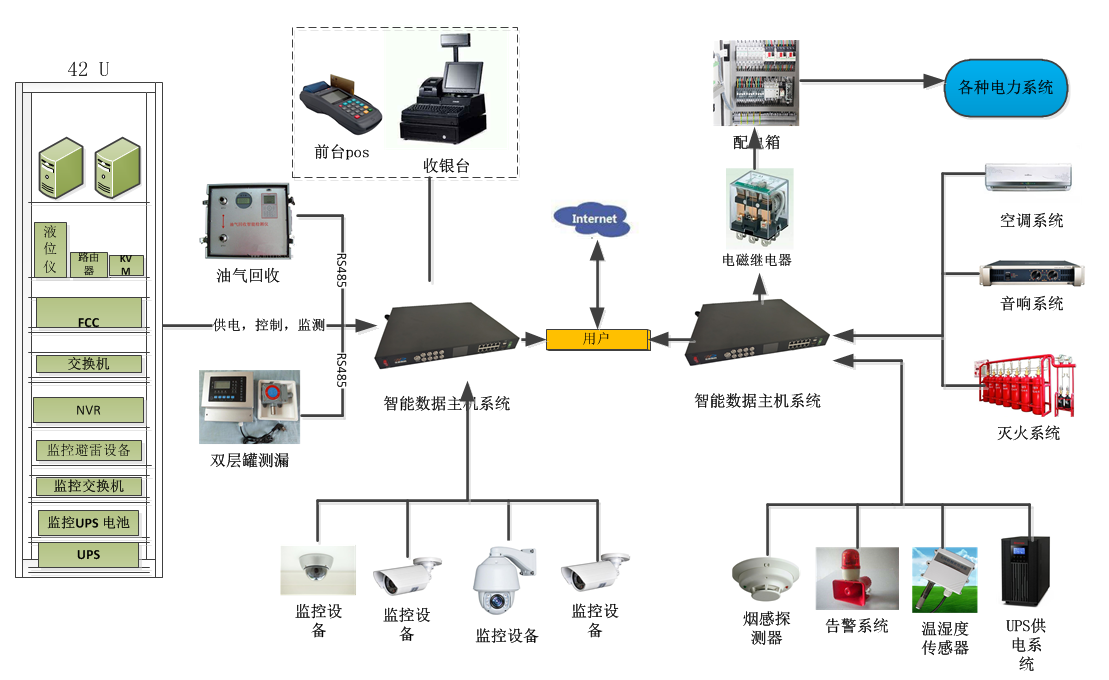 42 U
液
位
仪
路由
器
KV
M
FCC
交换机
NVR
监控避雷设备
监控交换机
监控UPS 电池
UPS
前台pos
收银台
油气回收
RS485
供电，控制，监测
RS485
双层罐测漏
智能数据主机系统
监控设
备
监控设
备
监控设备
监控设
备
Internet
用户
配电箱
电磁继电器
智能数据主机系统
各种电力系统
空调系统
音响系统
灭火系统
烟感探
测器
告警系统
温湿度
传感器
UPS供
电系
统